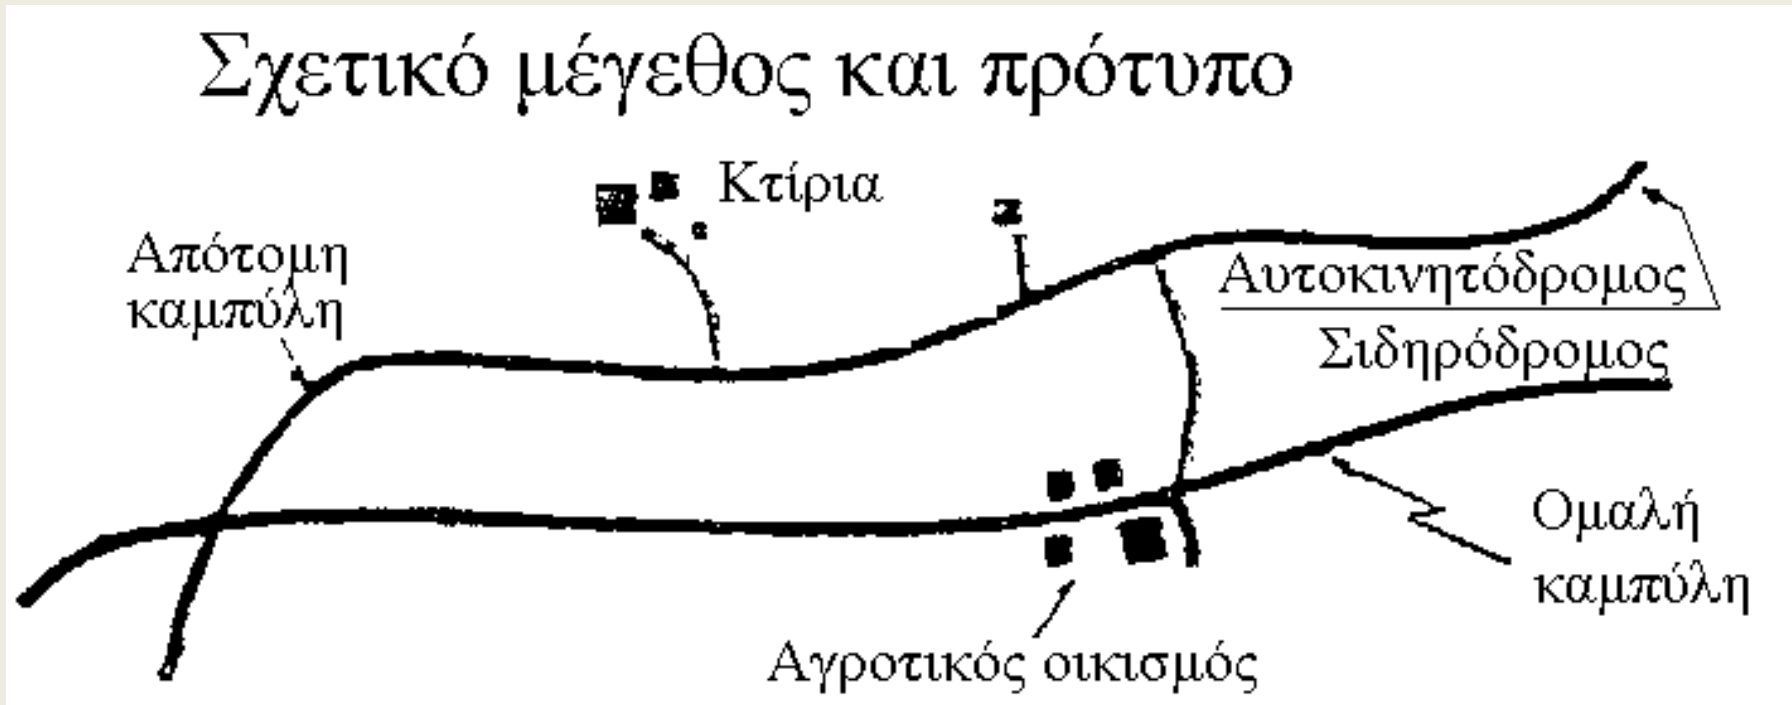 Σχετικό μέγεθος και πρότυπο
Κτίρια
Απότομη
καμπύλη
Αυτοκινητόδρομος
Σιδηρόδρομος
Ομαλή
καμπύλη
Αγροτικός οικισμός